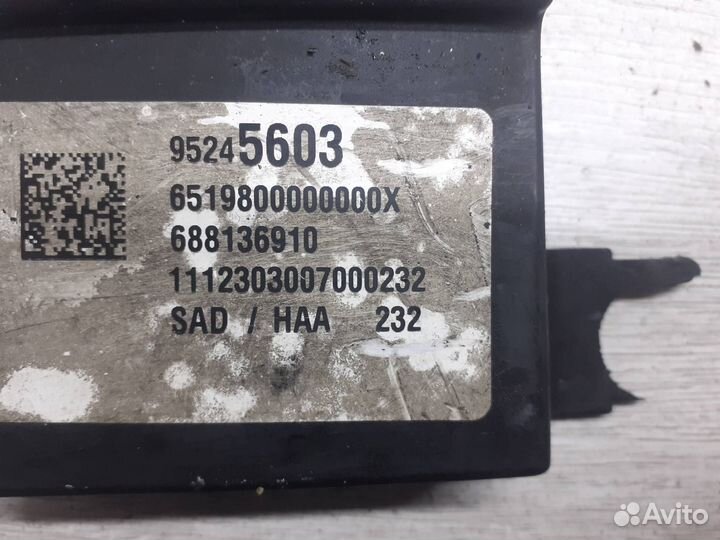 95245603
6519800000000X
688136910
1112303007000232
SAD / HAA 232
Avito